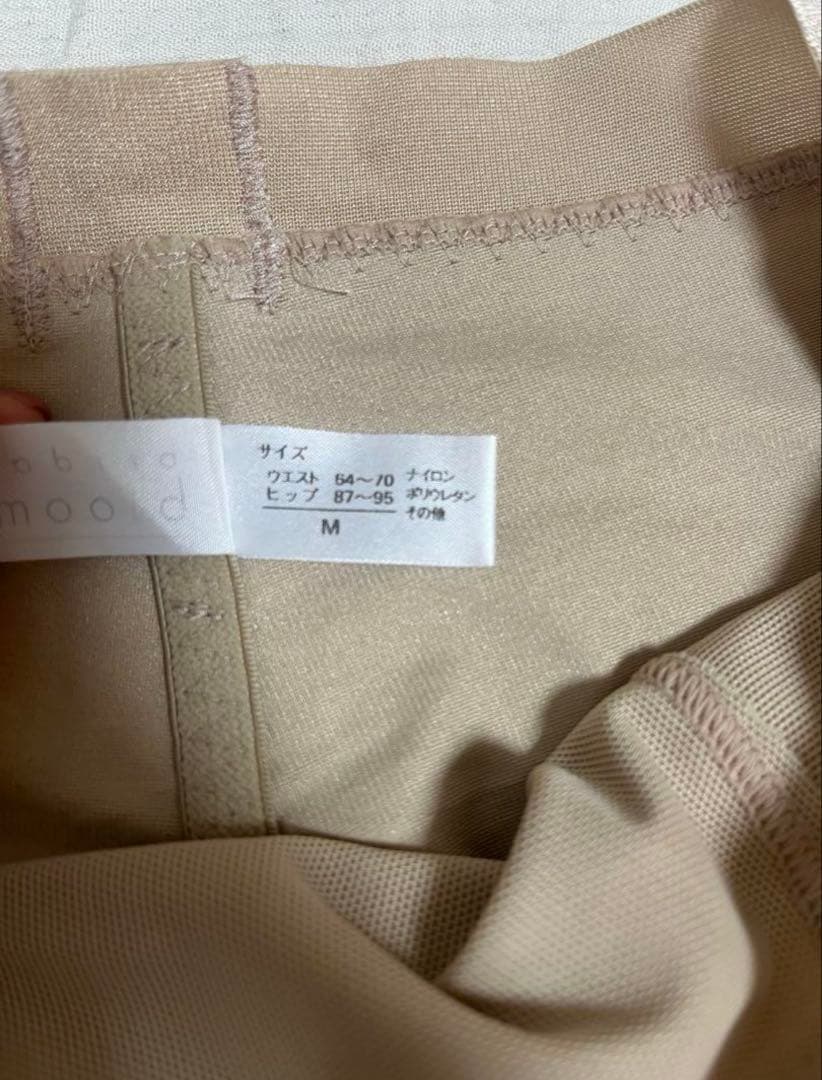 moold
サイズ
ウエスト 64〜70
ヒップ 87〜95
M
ナイロン
ポリウレタン
その他